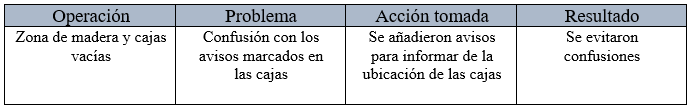 Operación Problema Acción tomada Resultado
Zona de madera y cajas
vacías
Confusión con los
avisos marcados en
las cajas
Se añadieron avisos
para informar de la
ubicación de las cajas
Se evitaron
confusiones